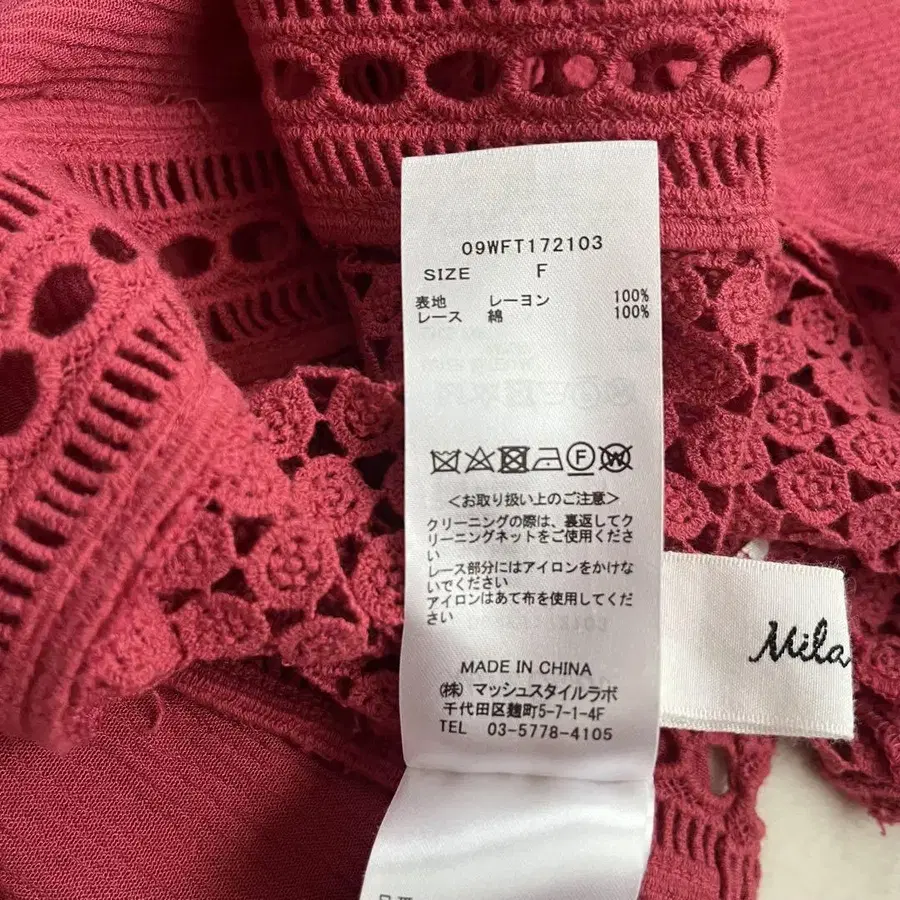 09WFT172103
SIZE F
表地 レーヨン 100%
レース 綿 100%
F W
<お取り扱い上のご注意>
クリーニングの際は、裏返してク
リーニングネットをご使用くださ
い
レース部分にはアイロンをかけな
いでください
アイロンはあて布を使用してくだ
さい
MADE IN CHINA
(株) マッシュスタイルラボ
千代田区麹町5-7-1-4F
TEL 03-5778-4105
Mila